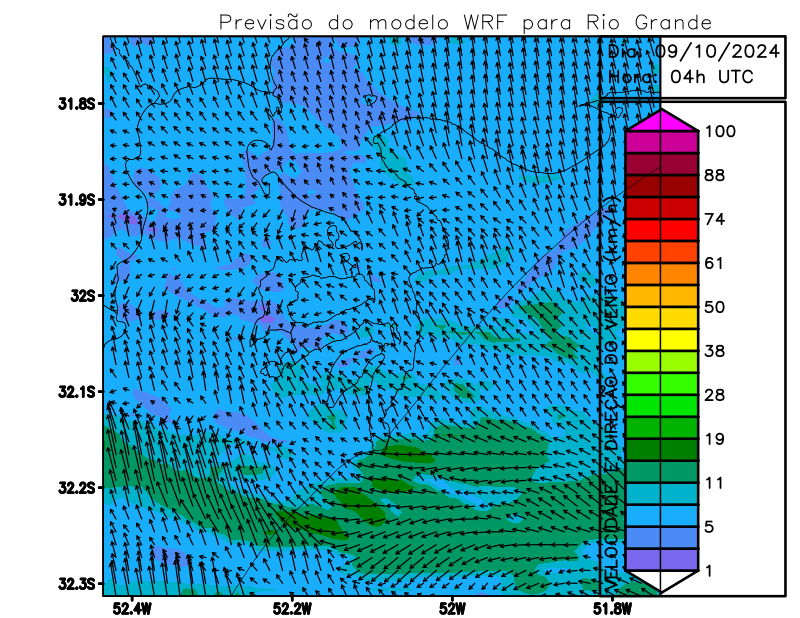 Previsão do modelo WRF para Rio Grande
Dia: 09/10/2024
Hora: 04h UTC
31.8S
31.9S
32S
32.1S
32.2S
32.3S
52.4W
52.2W
52W
51.8W
VELOCIDADE E DIREÇÃO DO VENTO (km/h)
100
88
74
61
50
38
28
19
11
5
1